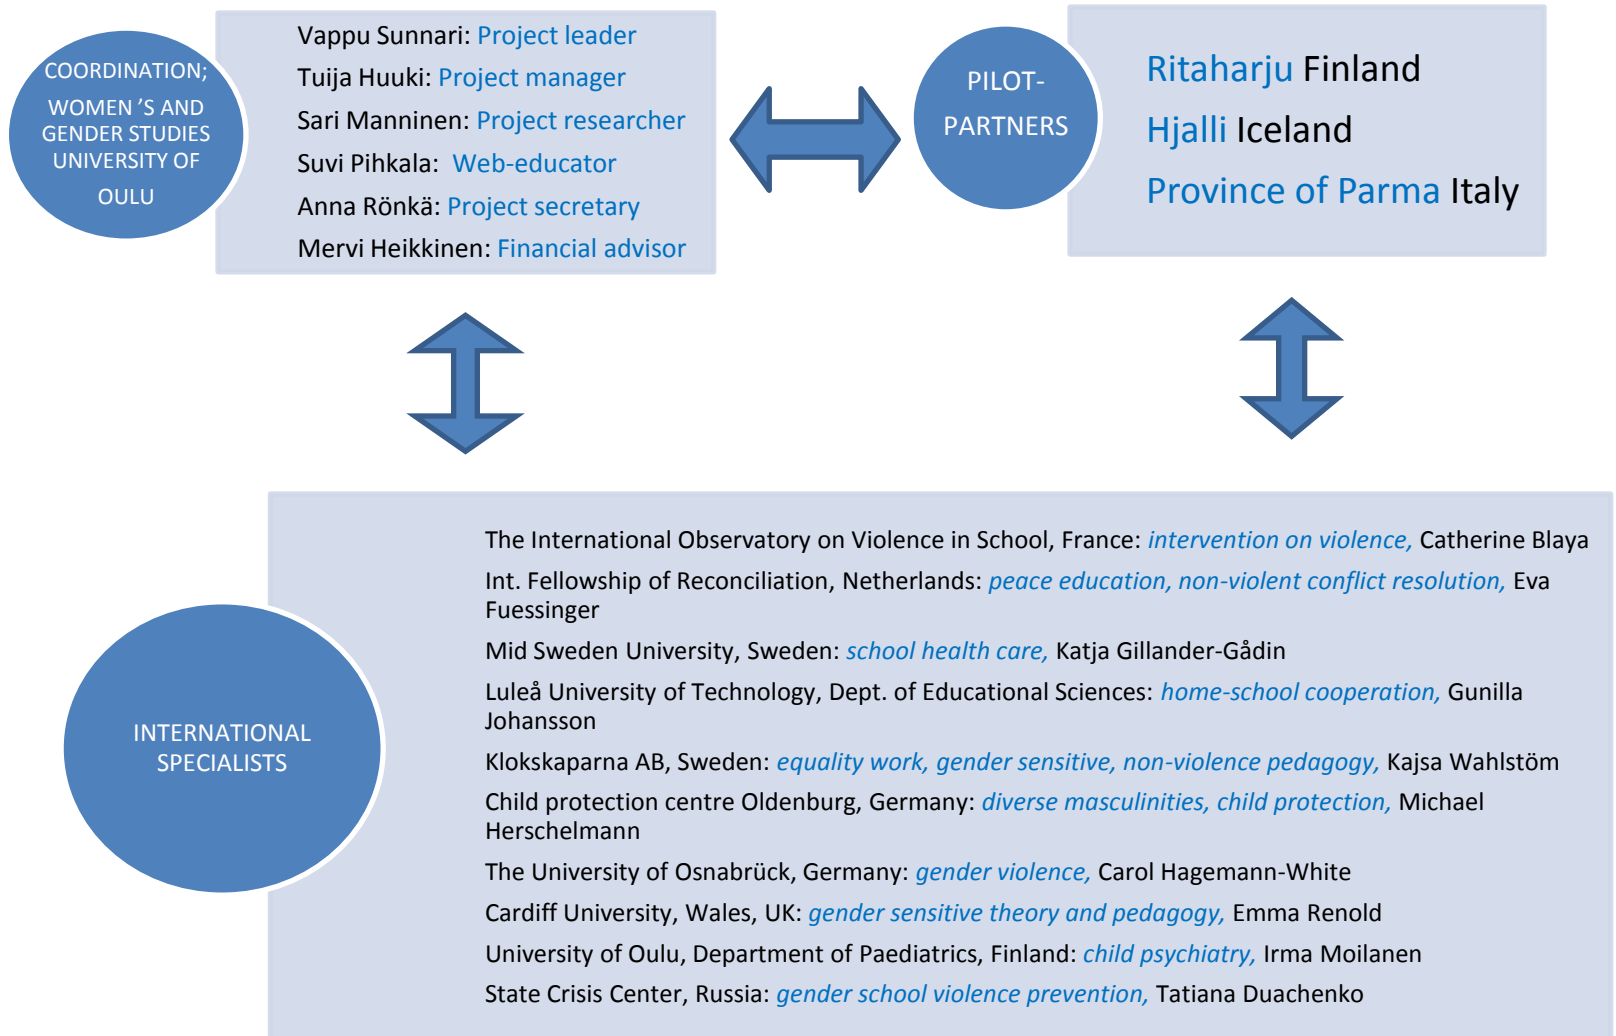 COORDINATION;
WOMEN 'S AND
GENDER STUDIES
UNIVERSITY OF
OULU
Vappu Sunnari: Project leader
Tuija Huuki: Project manager
Sari Manninen: Project researcher
Suvi Pihkala: Web-educator
Anna Rönkä: Project secretary
Mervi Heikkinen: Financial advisor
PILOT-
PARTNERS
Ritaharju Finland
Hjalli Iceland
Province of Parma Italy
INTERNATIONAL
SPECIALISTS
The International Observatory on Violence in School, France: intervention on violence, Catherine Blaya
Int. Fellowship of Reconciliation, Netherlands: peace education, non-violent conflict resolution, Eva
Fuessinger
Mid Sweden University, Sweden: school health care, Katja Gillander-Gådin
Luleå University of Technology, Dept. of Educational Sciences: home-school cooperation, Gunilla
Johansson
Klokskaparna AB, Sweden: equality work, gender sensitive, non-violence pedagogy, Kajsa Wahlstöm
Child protection centre Oldenburg, Germany: diverse masculinities, child protection, Michael
Herschelmann
The University of Osnabrück, Germany: gender violence, Carol Hagemann-White
Cardiff University, Wales, UK: gender sensitive theory and pedagogy, Emma Renold
University of Oulu, Department of Paediatrics, Finland: child psychiatry, Irma Moilanen
State Crisis Center, Russia: gender school violence prevention, Tatiana Duachenko